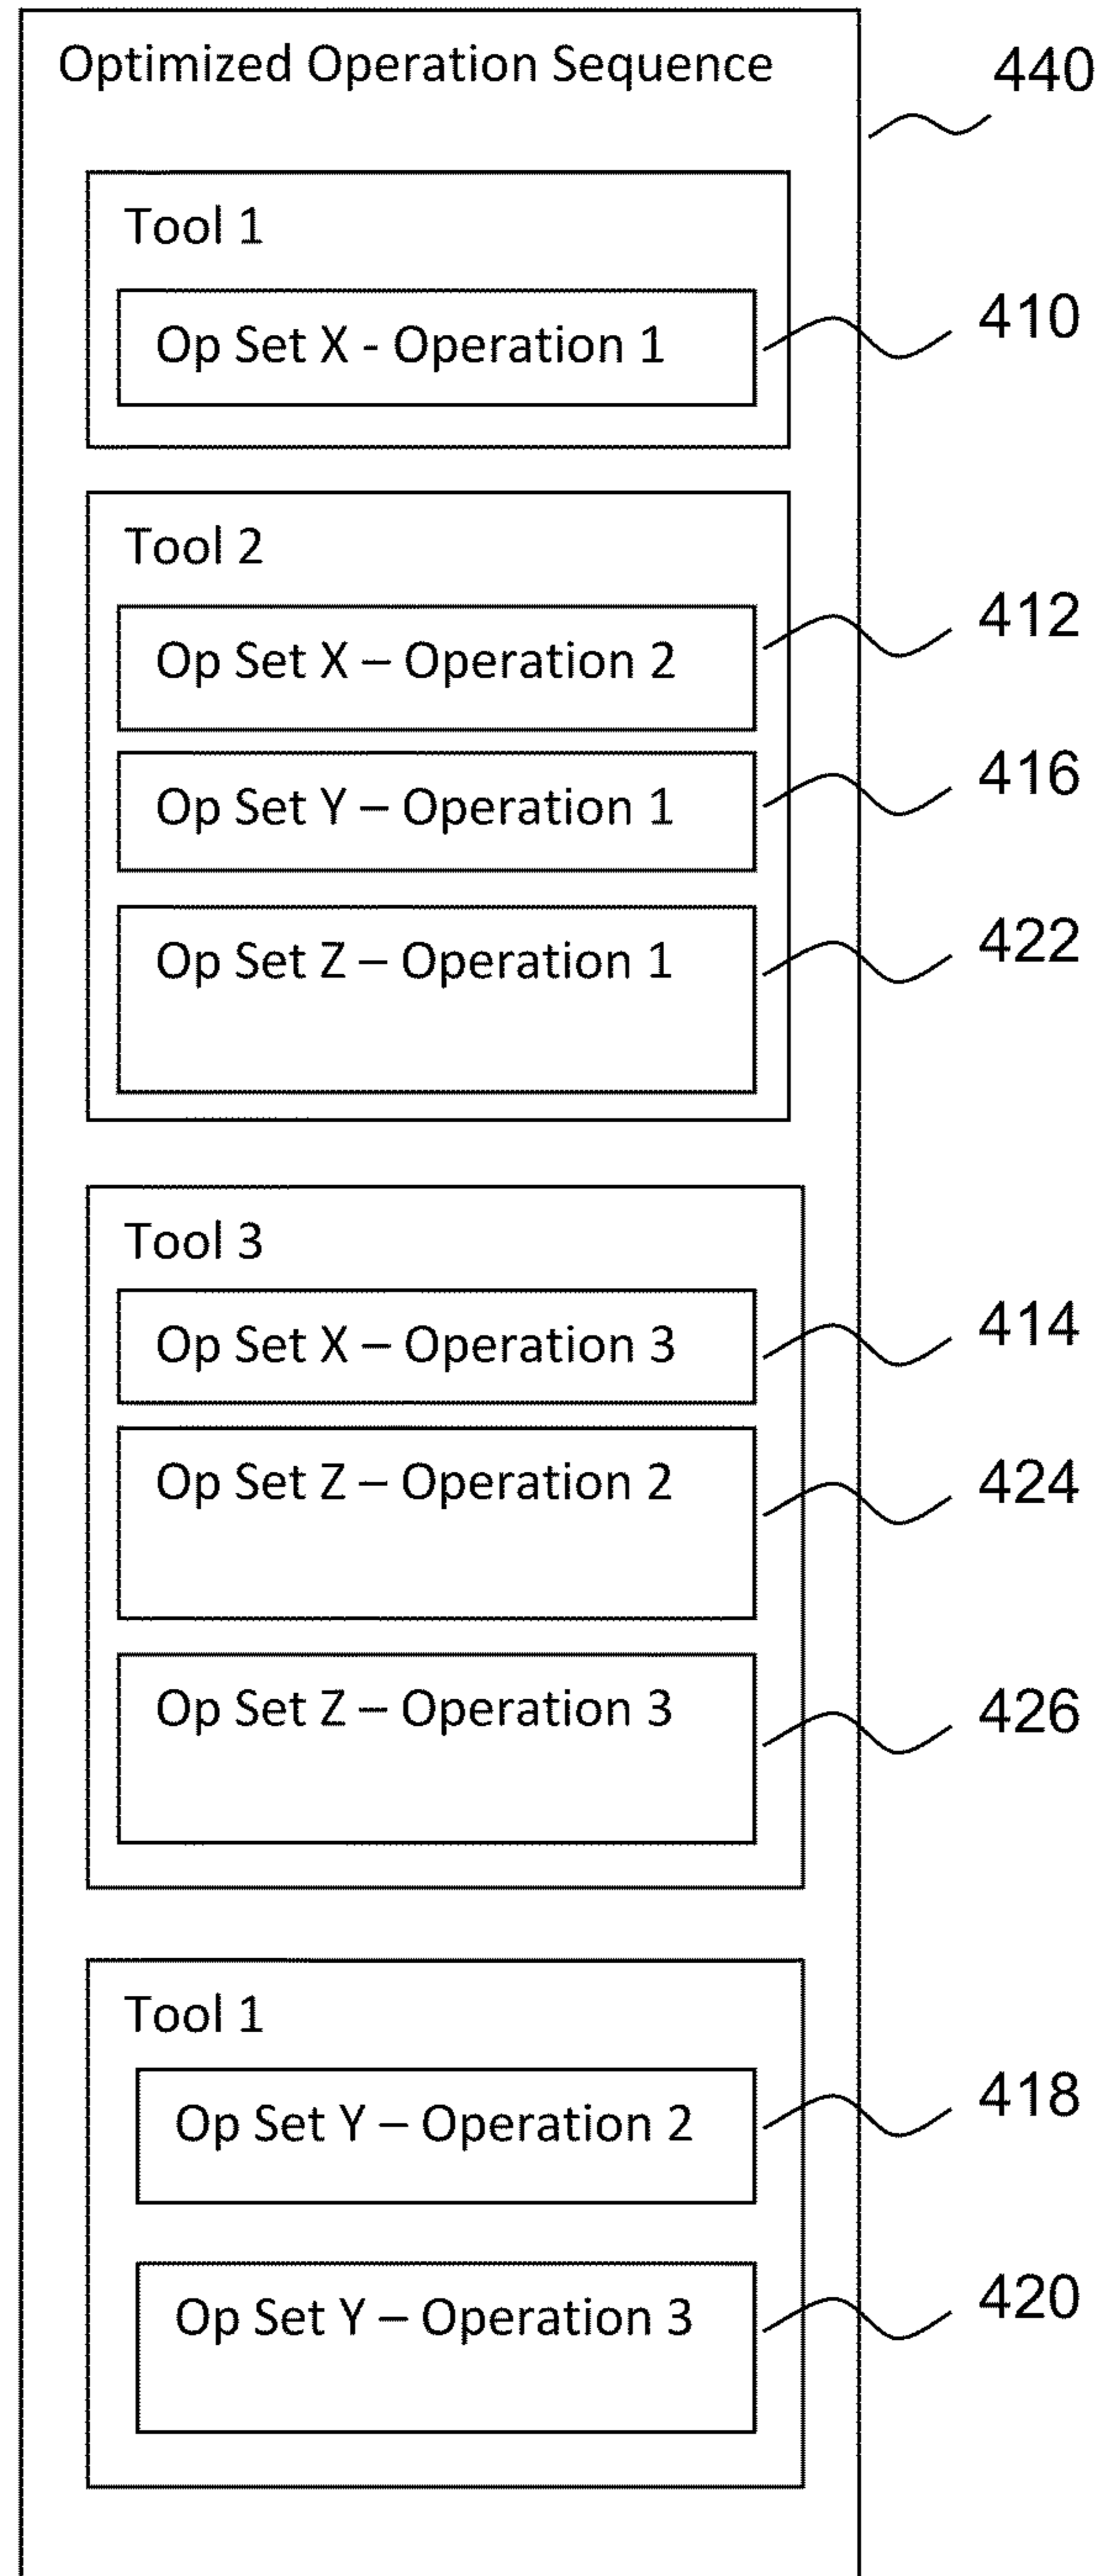 Optimized Operation Sequence
440
Tool 1
Op Set X - Operation 1
410
Tool 2
Op Set X – Operation 2
412
Op Set Y – Operation 1
416
Op Set Z – Operation 1
422
Tool 3
Op Set X – Operation 3
414
Op Set Z – Operation 2
424
Op Set Z – Operation 3
426
Tool 1
Op Set Y – Operation 2
418
Op Set Y – Operation 3
420